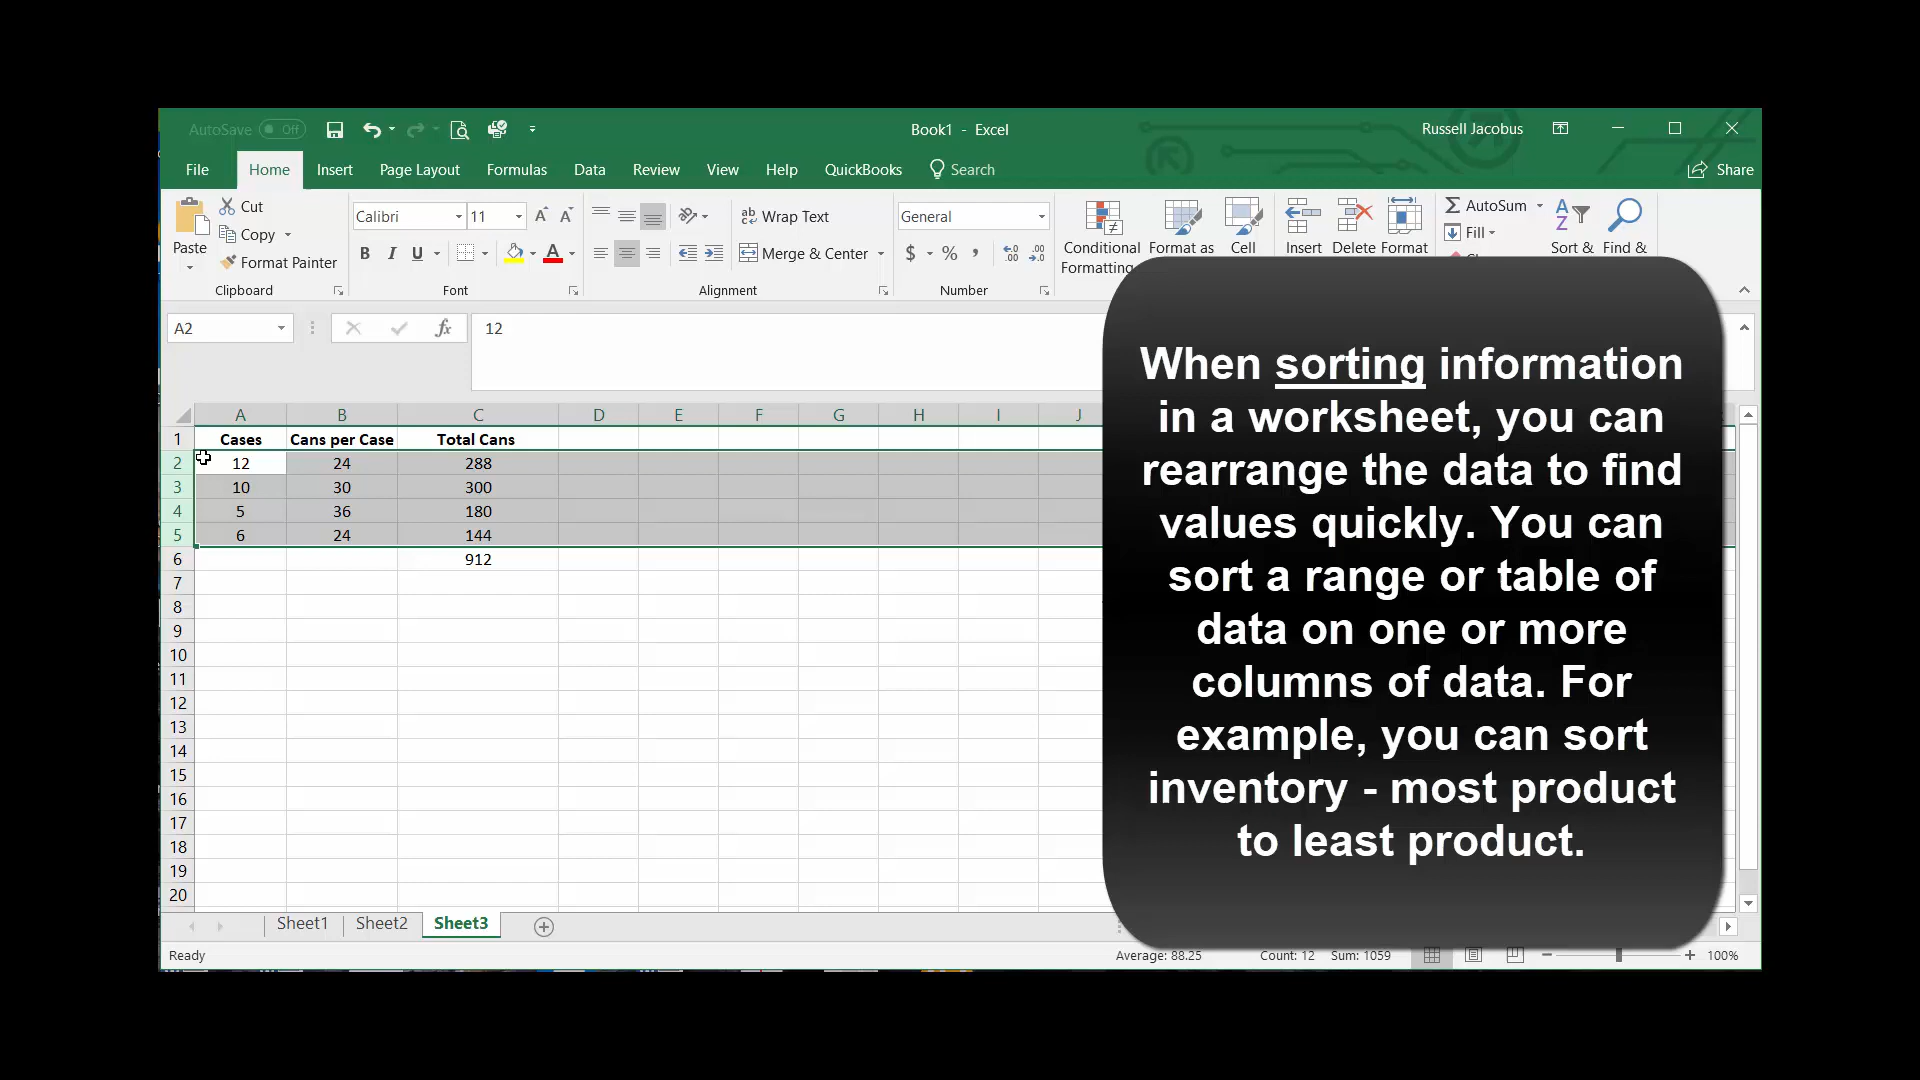 AutoSave Off
Book1 - Excel
Russell Jacobus
File Home Insert Page Layout Formulas Data Review View Help QuickBooks Search Share
Paste
Cut
Copy
Format Painter
Clipboard
Calibri 11
B I U A
Font
ab Wrap Text
Merge & Center
Alignment
General
$ % ,
Number
Conditional Formatting
Format as
Cell
Insert Delete Format
AutoSum
Fill
Sort &
Find &
A2 fx 12
A B C D E F G H I J
1 Cases Cans per Case Total Cans
2 12 24 288
3 10 30 300
4 5 36 180
5 6 24 144
6 912
7
8
9
10
11
12
13
14
15
16
17
18
19
20
When sorting information
in a worksheet, you can
rearrange the data to find
values quickly. You can
sort a range or table of
data on one or more
columns of data. For
example, you can sort
inventory - most product
to least product.
Sheet1 Sheet2 Sheet3
Ready Average: 88.25 Count: 12 Sum: 1059 100%